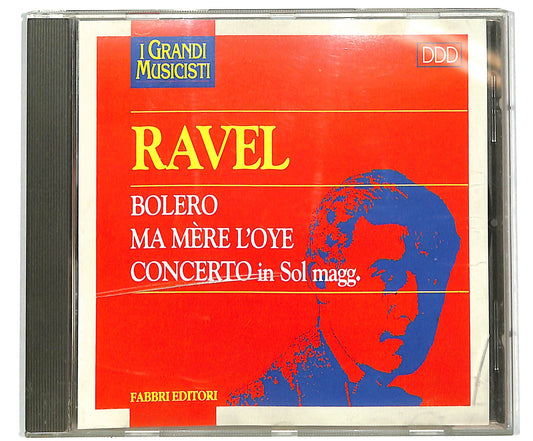 I GRANDI
MUSICISTI
DDD
RAVEL
BOLERO
MA MÈRE L'OYE
CONCERTO in Sol magg.
FABBRI EDITORI